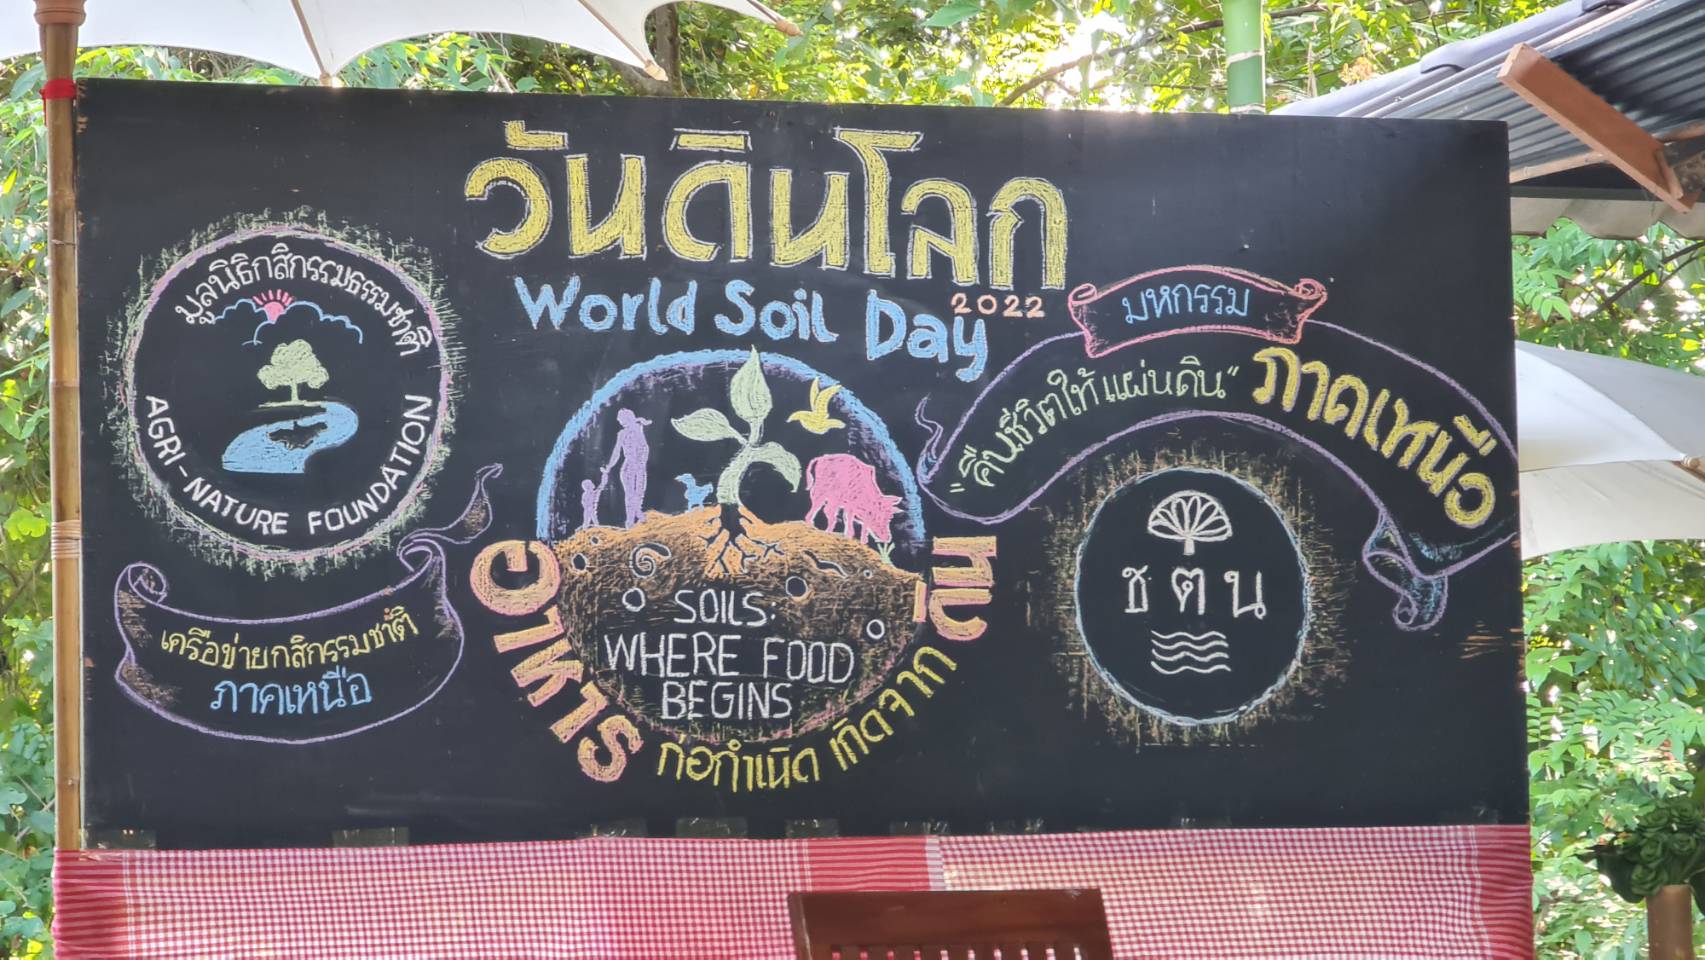 วันดินโลก
World Soil Day
2022
มูลนิธิกสิกรรมธรรมชาติ
AGRI-NATURE FOUNDATION
เครือข่ายกสิกรรมชาติ
ภาคเหนือ
SOILS:
WHERE FOOD
BEGINS
อาหาร ก่อกำเนิด เกิดจาก ดิน
มหกรรม
"คืนชีวิตให้แผ่นดิน" ภาคเหนือ
ช ต น